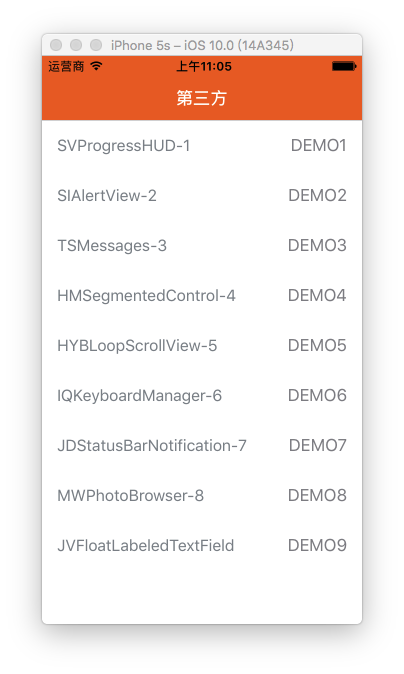 iPhone 5s – iOS 10.0 (14A345)
运营商 上午11:05
第三方
SVProgressHUD-1 DEMO1
SIAlertView-2 DEMO2
TSMessages-3 DEMO3
HMSegmentedControl-4 DEMO4
HYBLoopScrollView-5 DEMO5
IQKeyboardManager-6 DEMO6
JDStatusBarNotification-7 DEMO7
MWPhotoBrowser-8 DEMO8
JVFloatLabeledTextField DEMO9